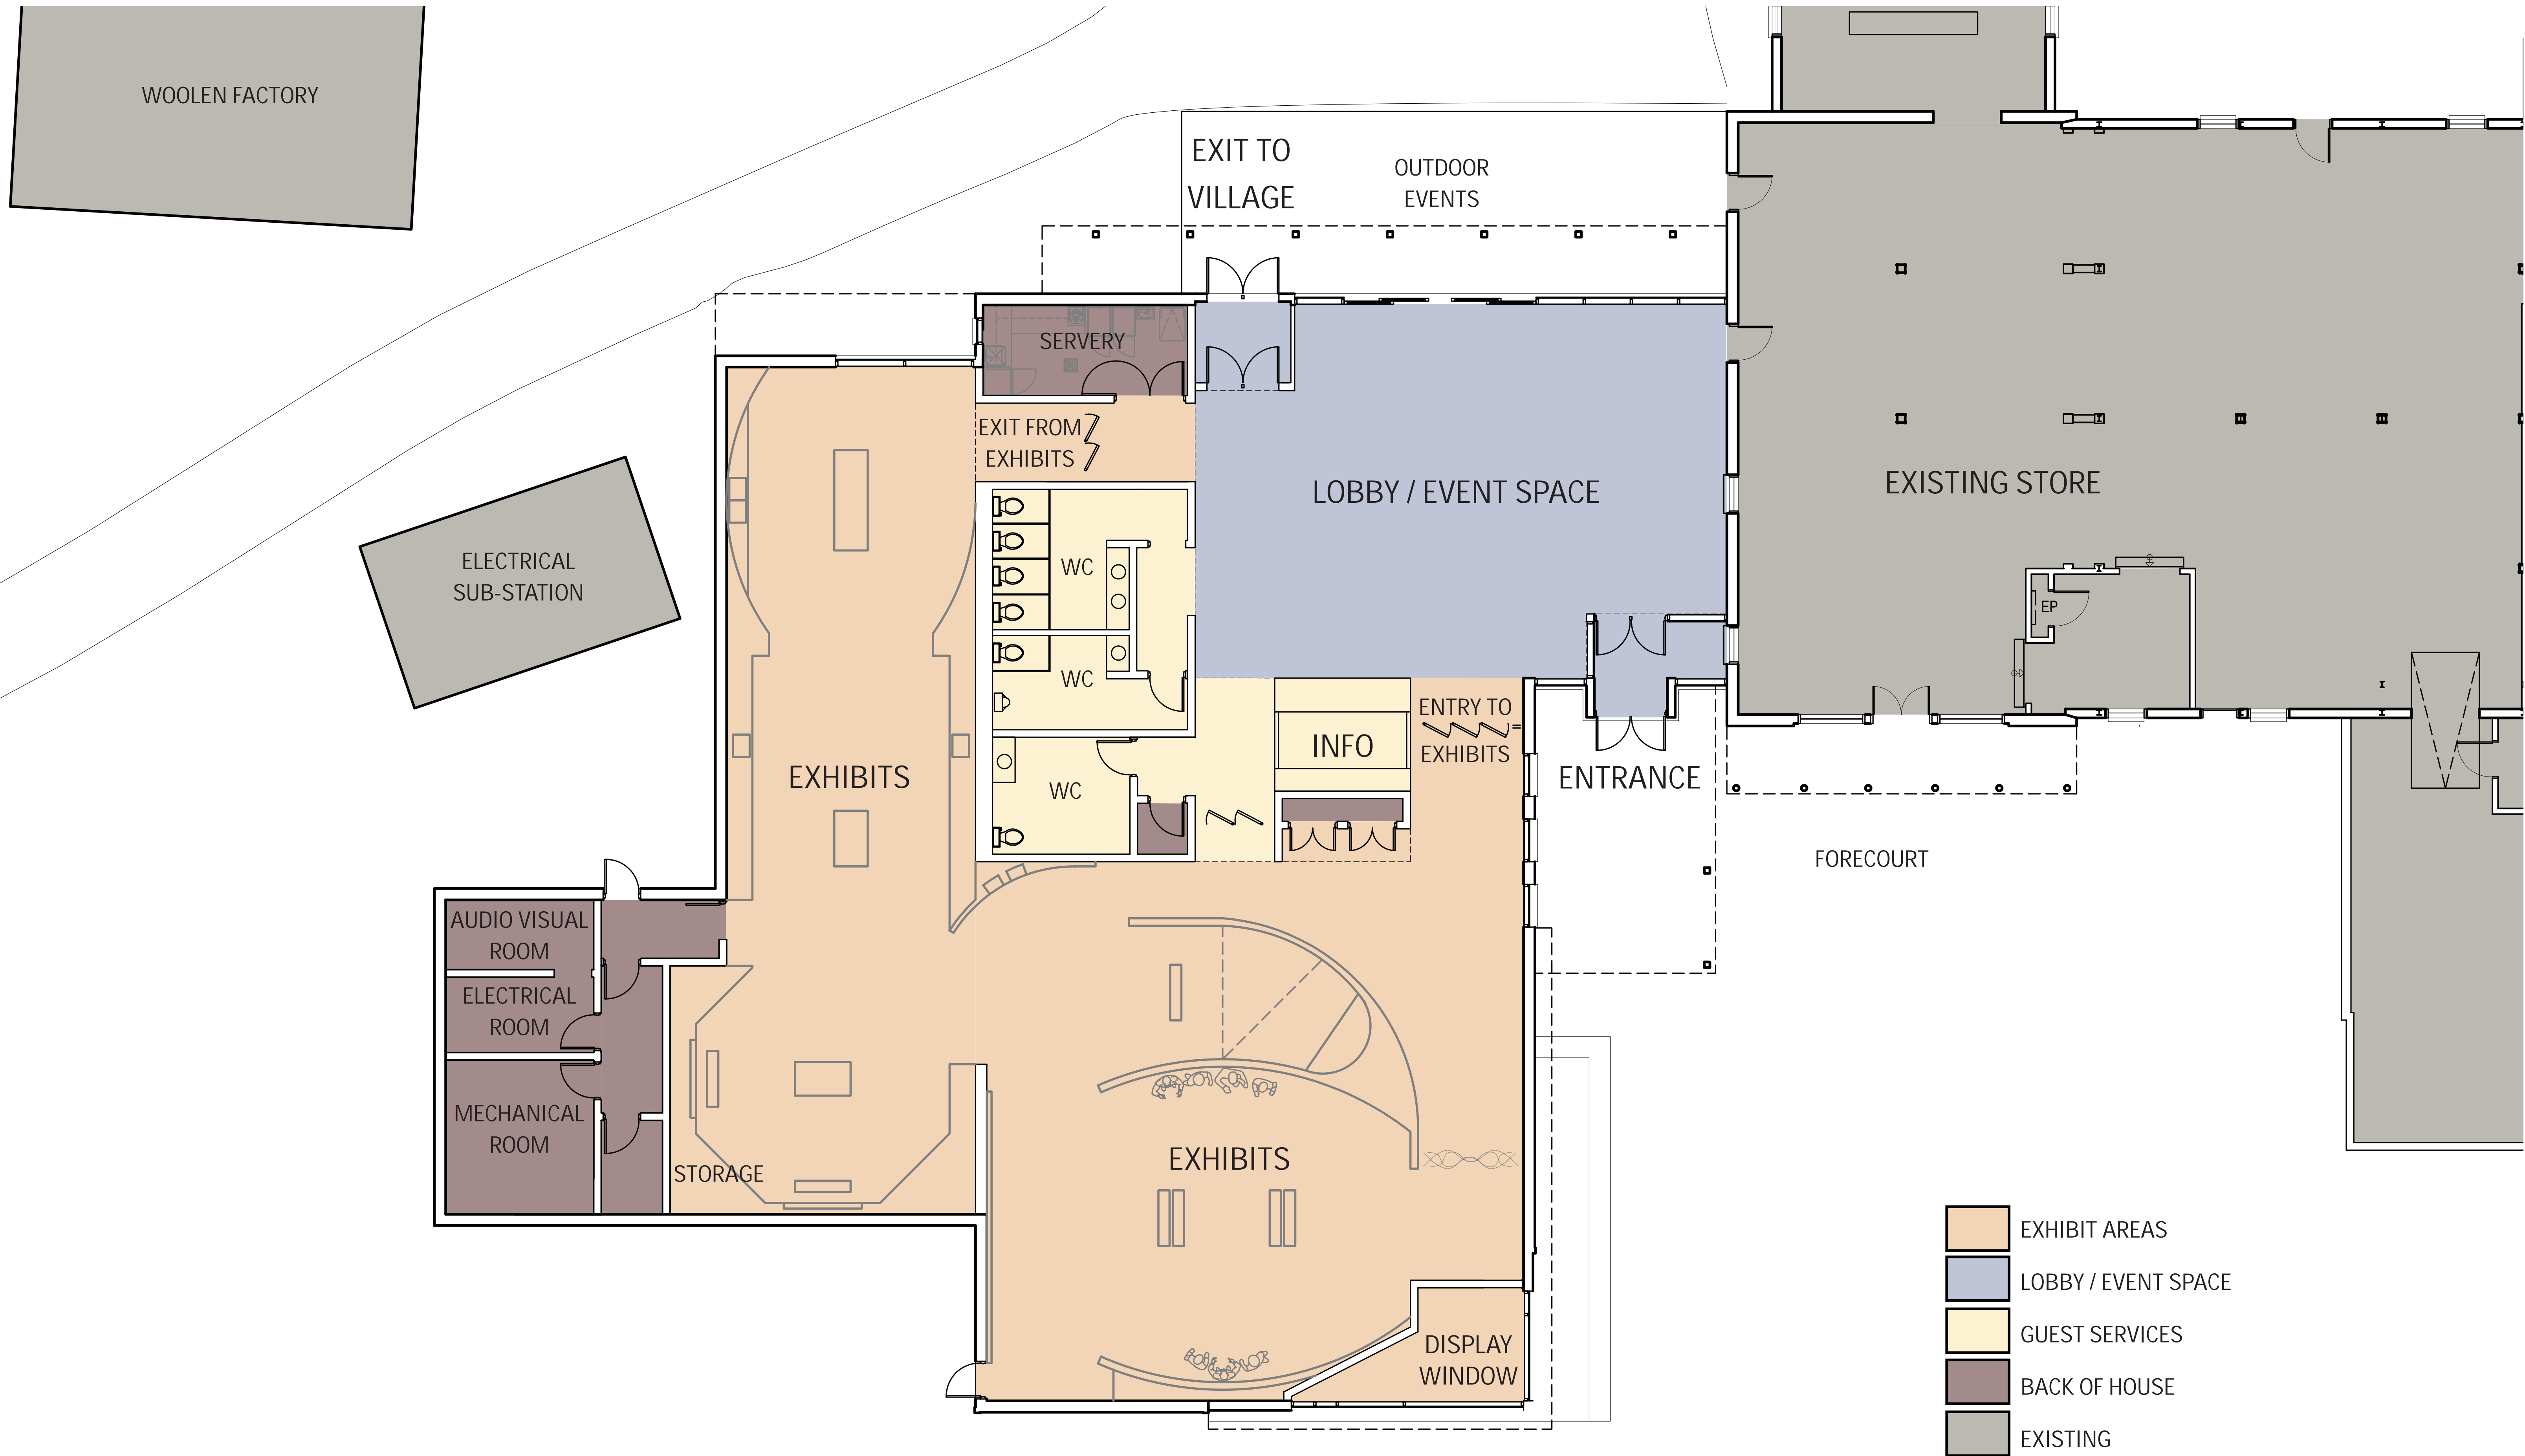 WOOLEN FACTORY
EXIT TO
VILLAGE
OUTDOOR
EVENTS
SERVERY
EXIT FROM
EXHIBITS
LOBBY / EVENT SPACE
EXISTING STORE
ELECTRICAL
SUB-STATION
WC
EP
WC
ENTRY TO
EXHIBITS
INFO
EXHIBITS
ENTRANCE
WC
FORECOURT
AUDIO VISUAL
ROOM
ELECTRICAL
ROOM
MECHANICAL
ROOM
STORAGE
EXHIBITS
DISPLAY
WINDOW
EXHIBIT AREAS
LOBBY / EVENT SPACE
GUEST SERVICES
BACK OF HOUSE
EXISTING